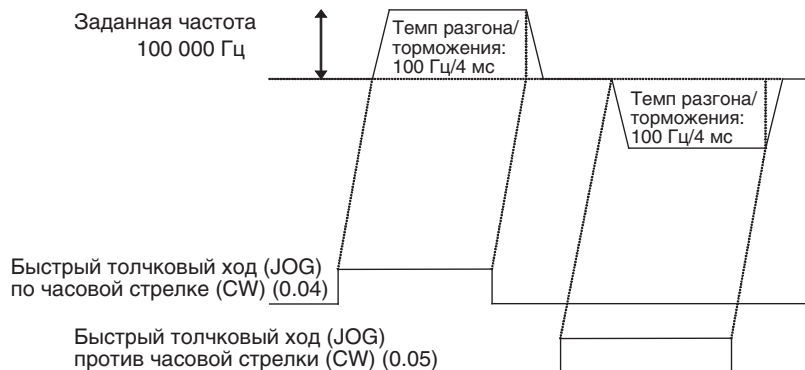 Заданная частота
100 000 Гц
Темп разгона/
торможения:
100 Гц/4 мс
Темп разгона/
торможения:
100 Гц/4 мс
Быстрый толчковый ход (JOG)
по часовой стрелке (CW) (0.04)
Быстрый толчковый ход (JOG)
против часовой стрелки (CW) (0.05)